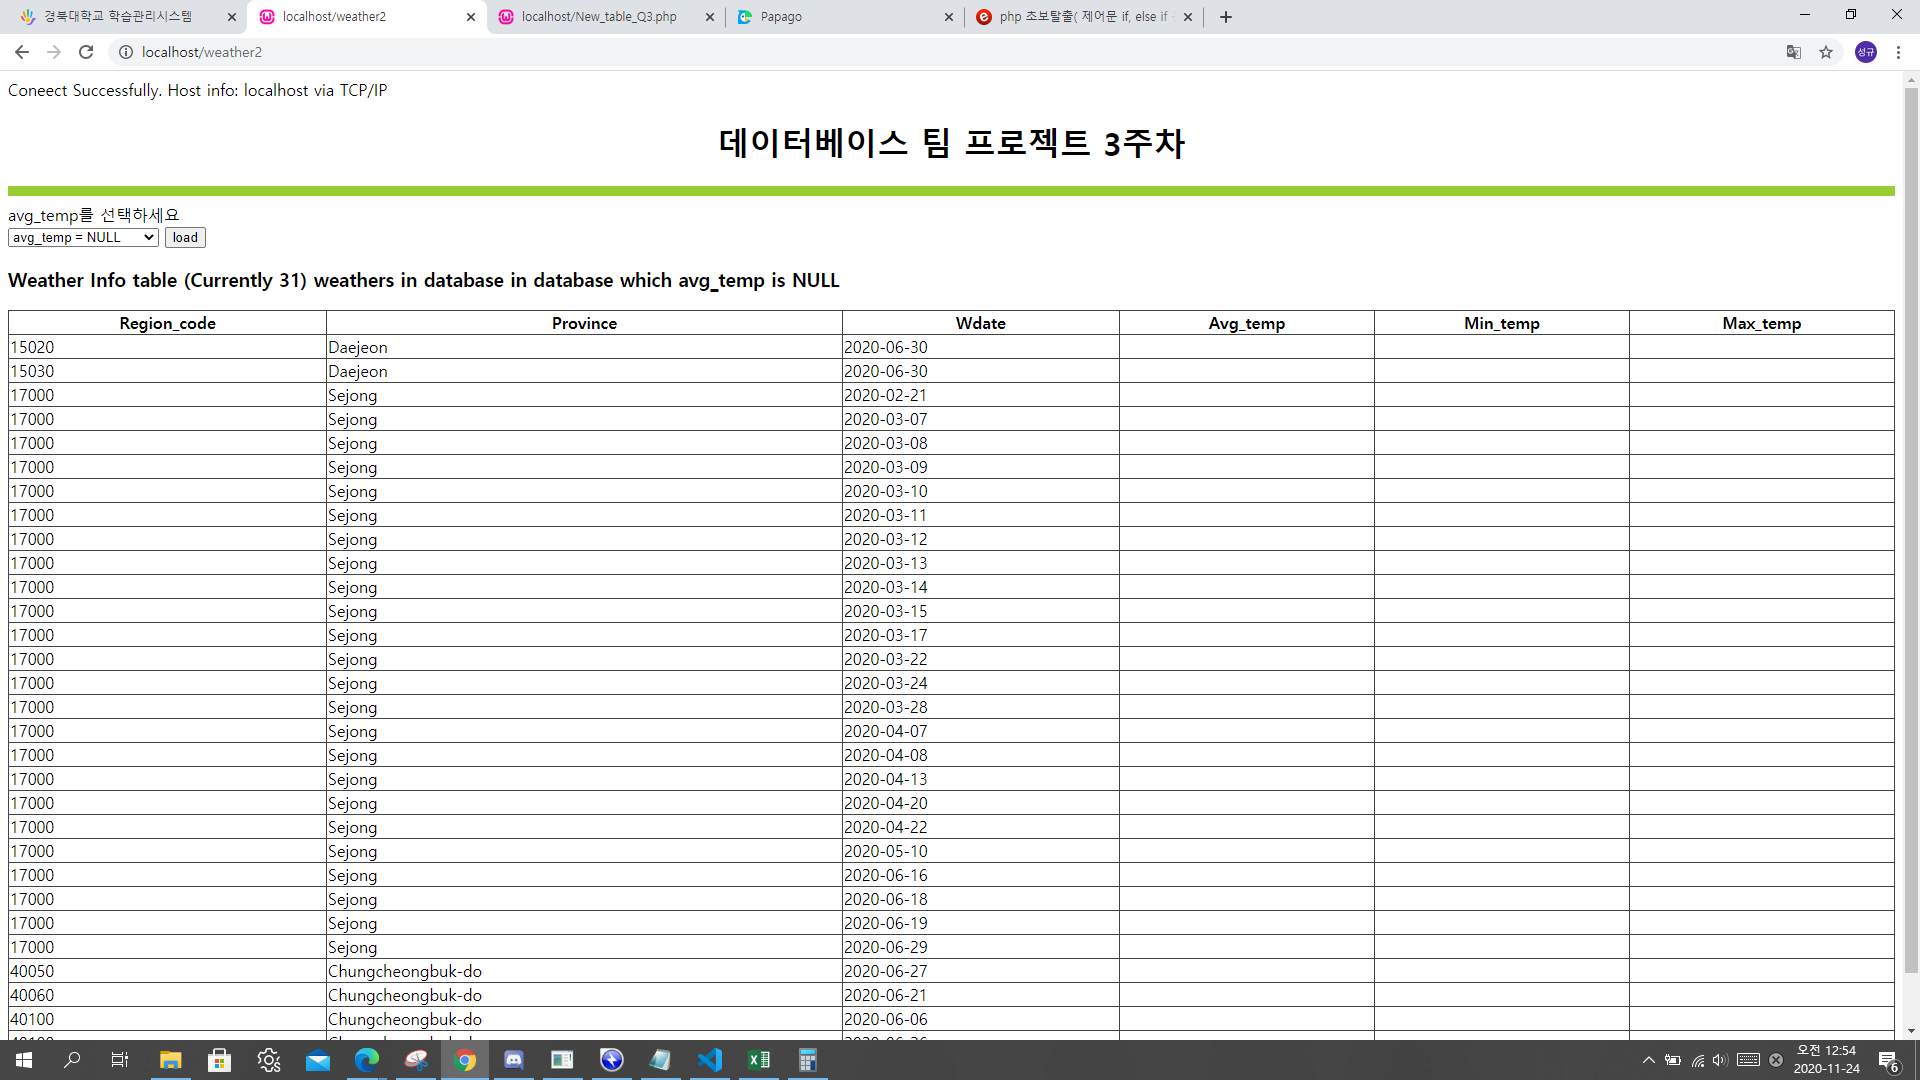 경북대학교 학습관리시스템
localhost/weather2
localhost/New_table_Q3.php
Papago
php 초보탈출( 제어문 if, else if
localhost/weather2
성규
Coneect Successfully. Host info: localhost via TCP/IP
데이터베이스 팀 프로젝트 3주차
avg_temp를 선택하세요
avg_temp = NULL load
Weather Info table (Currently 31) weathers in database in database which avg_temp is NULL
Region_code Province Wdate Avg_temp Min_temp Max_temp
15020 Daejeon 2020-06-30
15030 Daejeon 2020-06-30
17000 Sejong 2020-02-21
17000 Sejong 2020-03-07
17000 Sejong 2020-03-08
17000 Sejong 2020-03-09
17000 Sejong 2020-03-10
17000 Sejong 2020-03-11
17000 Sejong 2020-03-12
17000 Sejong 2020-03-13
17000 Sejong 2020-03-14
17000 Sejong 2020-03-15
17000 Sejong 2020-03-17
17000 Sejong 2020-03-22
17000 Sejong 2020-03-24
17000 Sejong 2020-03-28
17000 Sejong 2020-04-07
17000 Sejong 2020-04-08
17000 Sejong 2020-04-13
17000 Sejong 2020-04-20
17000 Sejong 2020-04-22
17000 Sejong 2020-05-10
17000 Sejong 2020-06-16
17000 Sejong 2020-06-18
17000 Sejong 2020-06-19
17000 Sejong 2020-06-29
40050 Chungcheongbuk-do 2020-06-27
40060 Chungcheongbuk-do 2020-06-21
40100 Chungcheongbuk-do 2020-06-06
오전 12:54
2020-11-24
6